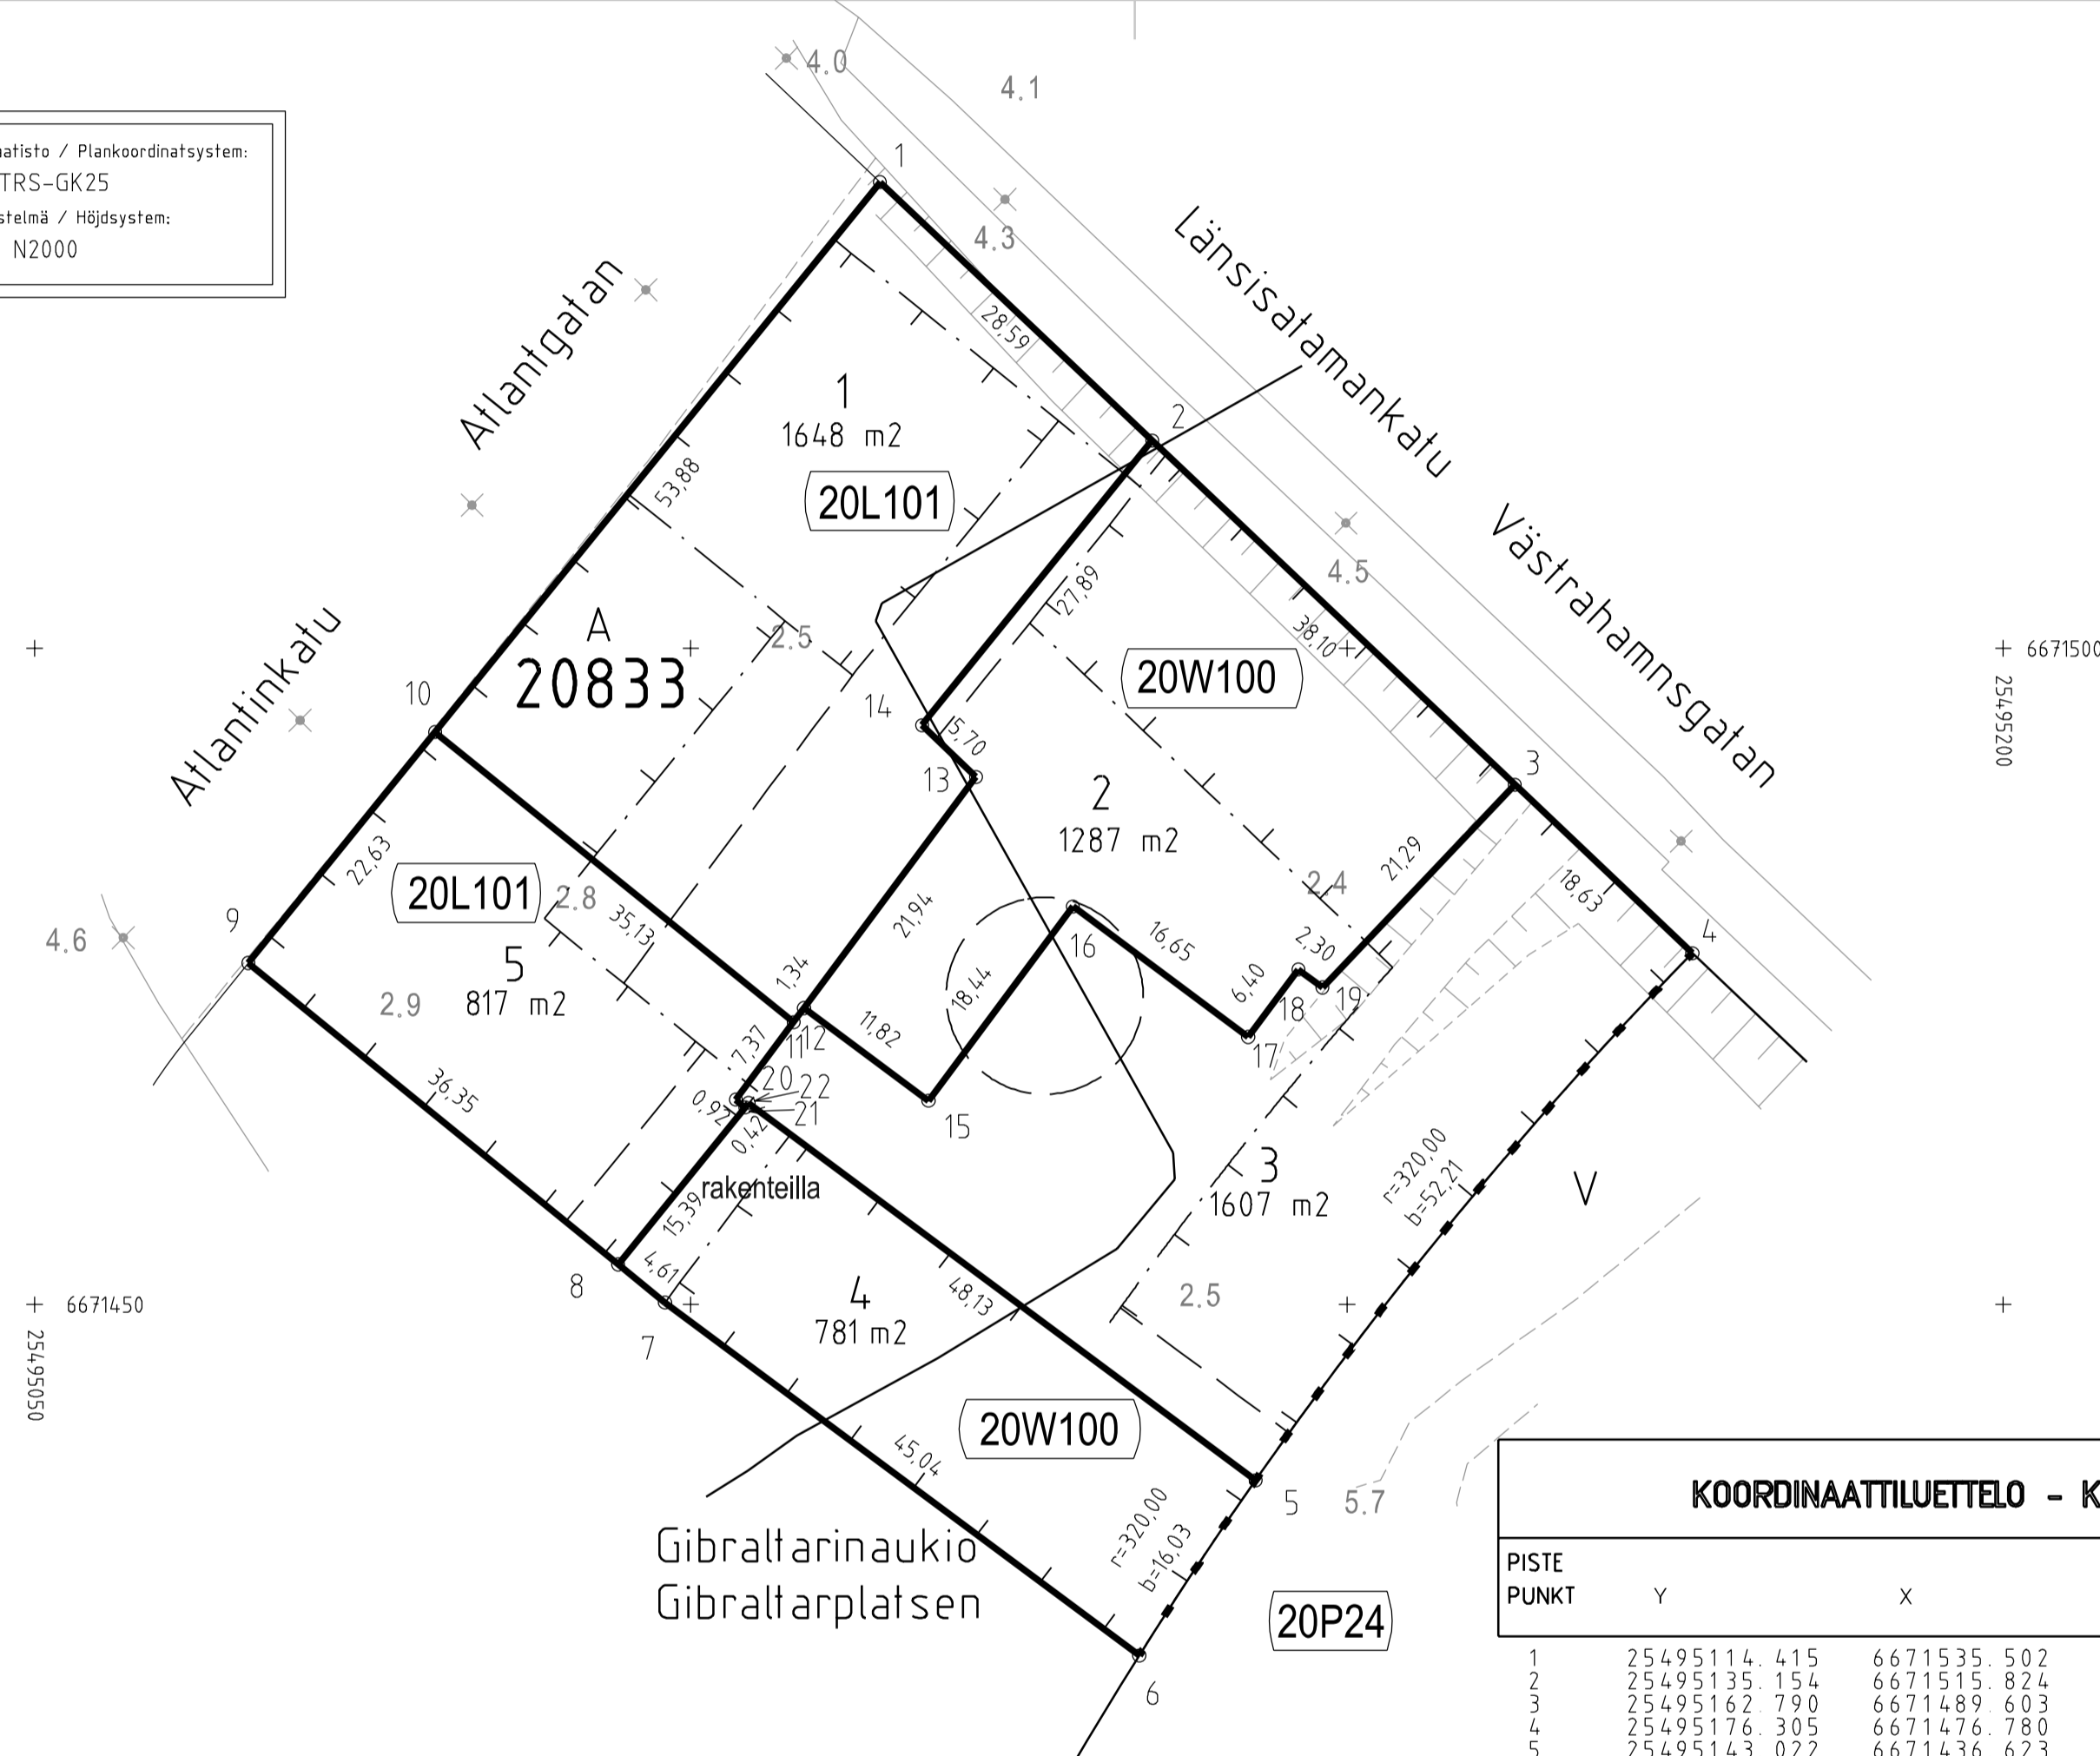 atisto / Plankoordinatsystem:
TRS-GK25
stelmä / Höjdsystem:
N2000
4.0
4.1
1
4.3
Länsisatamankatu
Västrahamnsgatan
Atlantgatan
Atlantinkatu
28,59
1
1648 m2
20L101
53,88
2
27,89
4.5
38,10
A
20833
2.5
20W100
6671500
25495200
10
14
5,70
13
3
2
1287 m2
22,63
20L101
2.8
35,13
21,94
21,29
2.4
18,63
9
4.6
5
817 m2
2.9
1,34
16
16,65
2,30
4
18,44
6,40
18
19
11,82
17
7,37
11
12
20
22
21
0,92
0,42
15
36,35
rakenteilla
15,39
3
1607 m2
r=320,00
b=52,21
V
4,61
8
7
4
781 m2
48,13
2.5
6671450
25495050
45,04
20W100
r=320,00
b=16,03
5
5.7
Gibraltarinaukio
Gibraltarplatsen
20P24
6
KOORDINAATTILUETTELO - K
PISTE
PUNKT Y X
1 25495114.415 6671535.502
2 25495135.154 6671515.824
3 25495162.790 6671489.603
4 25495176.305 6671476.780
5 25495143.022 6671436.623